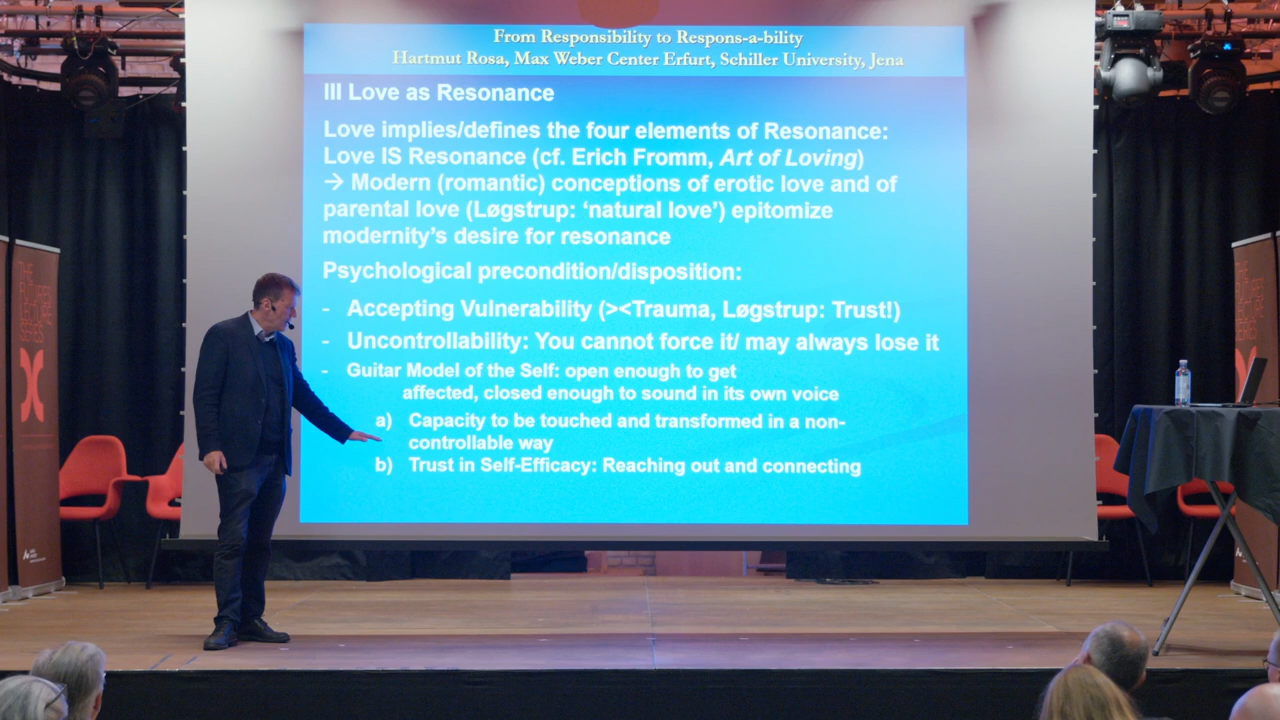 From Responsibility to Respons-a-bility
Hartmut Rosa, Max Weber Center Erfurt, Schiller University, Jena
III Love as Resonance
Love implies/defines the four elements of Resonance:
Love IS Resonance (cf. Erich Fromm, Art of Loving)
→ Modern (romantic) conceptions of erotic love and of
parental love (Løgstrup: ‘natural love’) epitomize
modernity’s desire for resonance
Psychological precondition/disposition:
- Accepting Vulnerability (><Trauma, Løgstrup: Trust!)
- Uncontrollability: You cannot force it/ may always lose it
- Guitar Model of the Self: open enough to get
affected, closed enough to sound in its own voice
a) Capacity to be touched and transformed in a non-
controllable way
b) Trust in Self-Efficacy: Reaching out and connecting
THE
FUTURE
LECTURE
SERIES